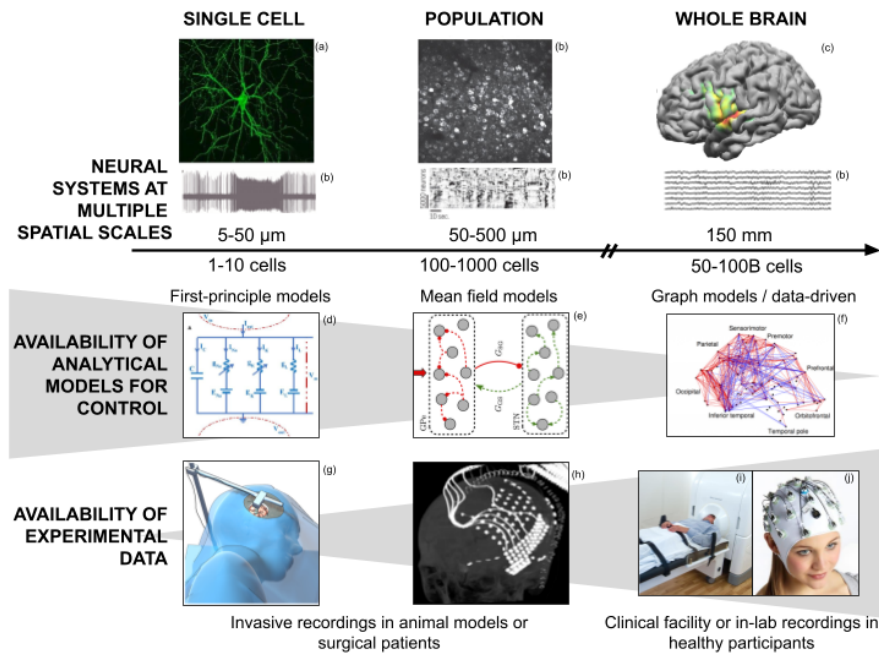 SINGLE CELL
POPULATION
WHOLE BRAIN
(a)
(b)
(c)
NEURAL
SYSTEMS AT
MULTIPLE
SPATIAL SCALES
(b)
5000 neurons
10 sec.
(b)
(b)
5-50 µm
50-500 µm
150 mm
1-10 cells
100-1000 cells
50-100B cells
First-principle models
Mean field models
Graph models / data-driven
AVAILABILITY OF
ANALYTICAL
MODELS FOR
CONTROL
(d)
(e)
GPe
STN
(f)
Sensorimotor
Premotor
Parietal
Prefrontal
Occipital
Orbitofrontal
Inferior temporal
Temporal pole
AVAILABILITY OF
EXPERIMENTAL
DATA
(g)
(h)
(i)
(j)
Invasive recordings in animal models or
surgical patients
Clinical facility or in-lab recordings in
healthy participants